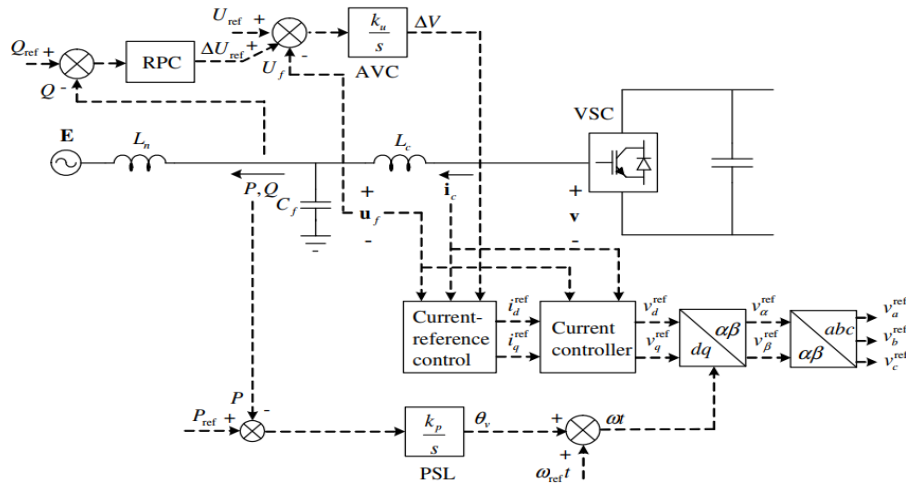 U_ref +
k_u
s
ΔV
Q_ref +
RPC
ΔU_ref +
U_f -
AVC
Q -
VSC
E
L_n
L_c
P, Q
C_f
+
u_f
-
i_c
+
v
-
Current-
reference
control
i_d^ref
i_q^ref
Current
controller
v_d^ref
v_q^ref
αβ
dq
v_α^ref
v_β^ref
abc
αβ
v_a^ref
v_b^ref
v_c^ref
P
-
P_ref +
k_p
s
θ_v
+
ωt
PSL
+
ω_ref t